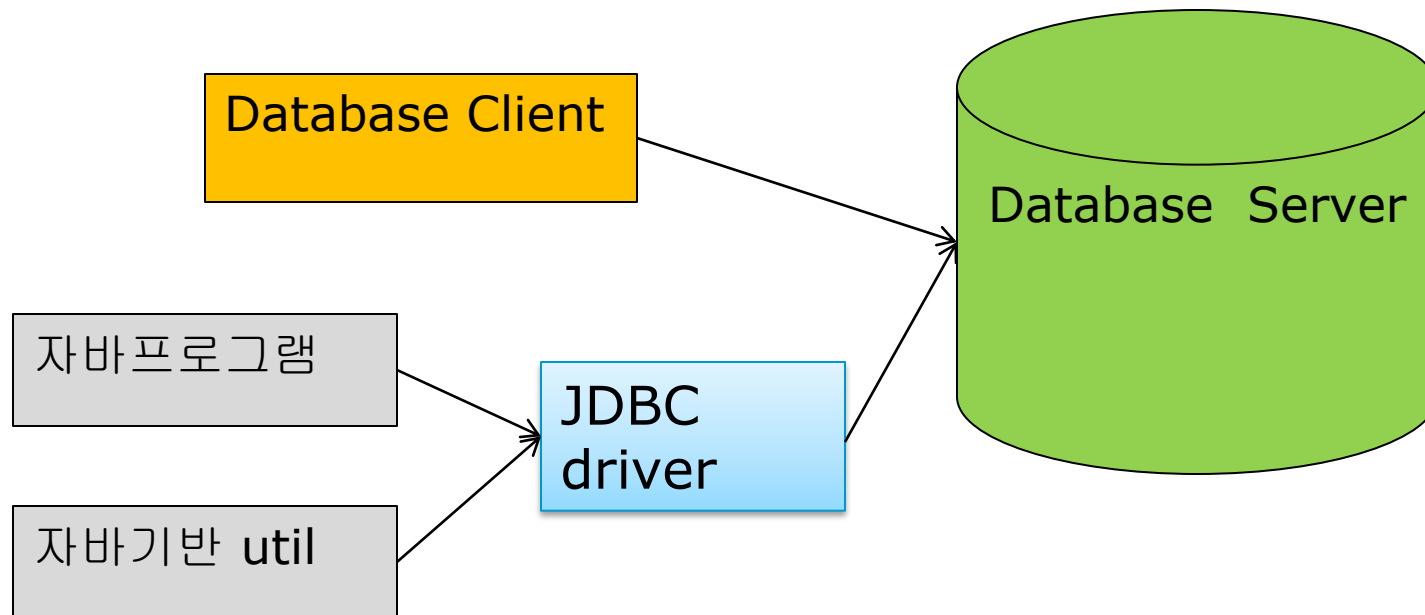 Database Client
Database Server
자바프로그램
JDBC
driver
자바기반 util